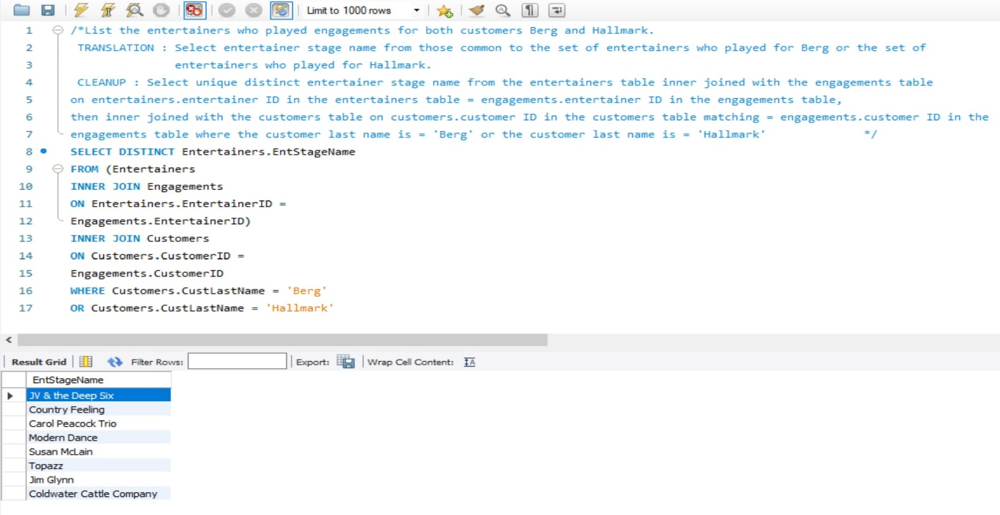 Limit to 1000 rows
1 /*List the entertainers who played engagements for both customers Berg and Hallmark.
2 TRANSLATION : Select entertainer stage name from those common to the set of entertainers who played for Berg or the set of
3 entertainers who played for Hallmark.
4 CLEANUP : Select unique distinct entertainer stage name from the entertainers table inner joined with the engagements table
5 on entertainers.entertainer ID in the entertainers table = engagements.entertainer ID in the engagements table,
6 then inner joined with the customers table on customers.customer ID in the customers table matching = engagements.customer ID in the
7 engagements table where the customer last name is = 'Berg' or the customer last name is = 'Hallmark' */
8 SELECT DISTINCT Entertainers.EntStageName
9 FROM (Entertainers
10 INNER JOIN Engagements
11 ON Entertainers.EntertainerID =
12 Engagements.EntertainerID)
13 INNER JOIN Customers
14 ON Customers.CustomerID =
15 Engagements.CustomerID
16 WHERE Customers.CustLastName = 'Berg'
17 OR Customers.CustLastName = 'Hallmark'
Result Grid Filter Rows: Export: Wrap Cell Content:
EntStageName
JV & the Deep Six
Country Feeling
Carol Peacock Trio
Modern Dance
Susan McLain
Topazz
Jim Glynn
Coldwater Cattle Company